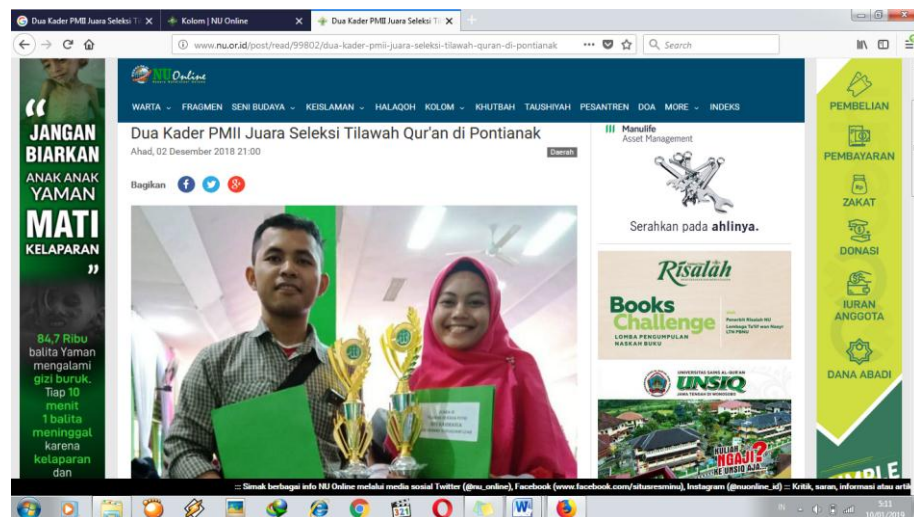 Dua Kader PMII Juara Seleksi Ti
Kolom | NU Online
Dua Kader PMII Juara Seleksi Ti
www.nu.or.id/post/read/99802/dua-kader-pmii-juara-seleksi-tilawah-quran-di-pontianak
Search
NU Online
WARTA FRAGMEN SENI BUDAYA KEISLAMAN HALAQOH KOLOM KHUTBAH TAUSHIYAH PESANTREN DOA MORE INDEKS
Dua Kader PMII Juara Seleksi Tilawah Qur'an di Pontianak
Ahad, 02 Desember 2018 21:00
Daerah
Bagikan
“
JANGAN
BIARKAN
ANAK ANAK
YAMAN
MATI
KELAPARAN
”
84,7 Ribu
balita Yaman
mengalami
gizi buruk.
Tiap 10
menit
1 balita
meninggal
karena
kelaparan
dan
Manulife
Asset Management
Serahkan pada ahlinya.
Risalah
Books
Challenge
LOMBA PENGUMPULAN
NASKAH BUKU
Penerbit Risalah NU
UNIVERSITAS SAINS AL-QUR'AN
UNSIQ
JAWA TENGAH DI WONOSOBO
KULIAH
NGAJI?
KE UNSIQ AJA...
PEMBELIAN
PEMBAYARAN
Rp
ZAKAT
DONASI
IURAN
ANGGOTA
DANA ABADI
::: Simak berbagai info NU Online melalui media sosial Twitter (@nu_online), Facebook (www.facebook.com/situsresminu), Instagram (@nuonline_id) ::: Kritik, saran, informasi atau artik
IN
5:11
10/01/2019